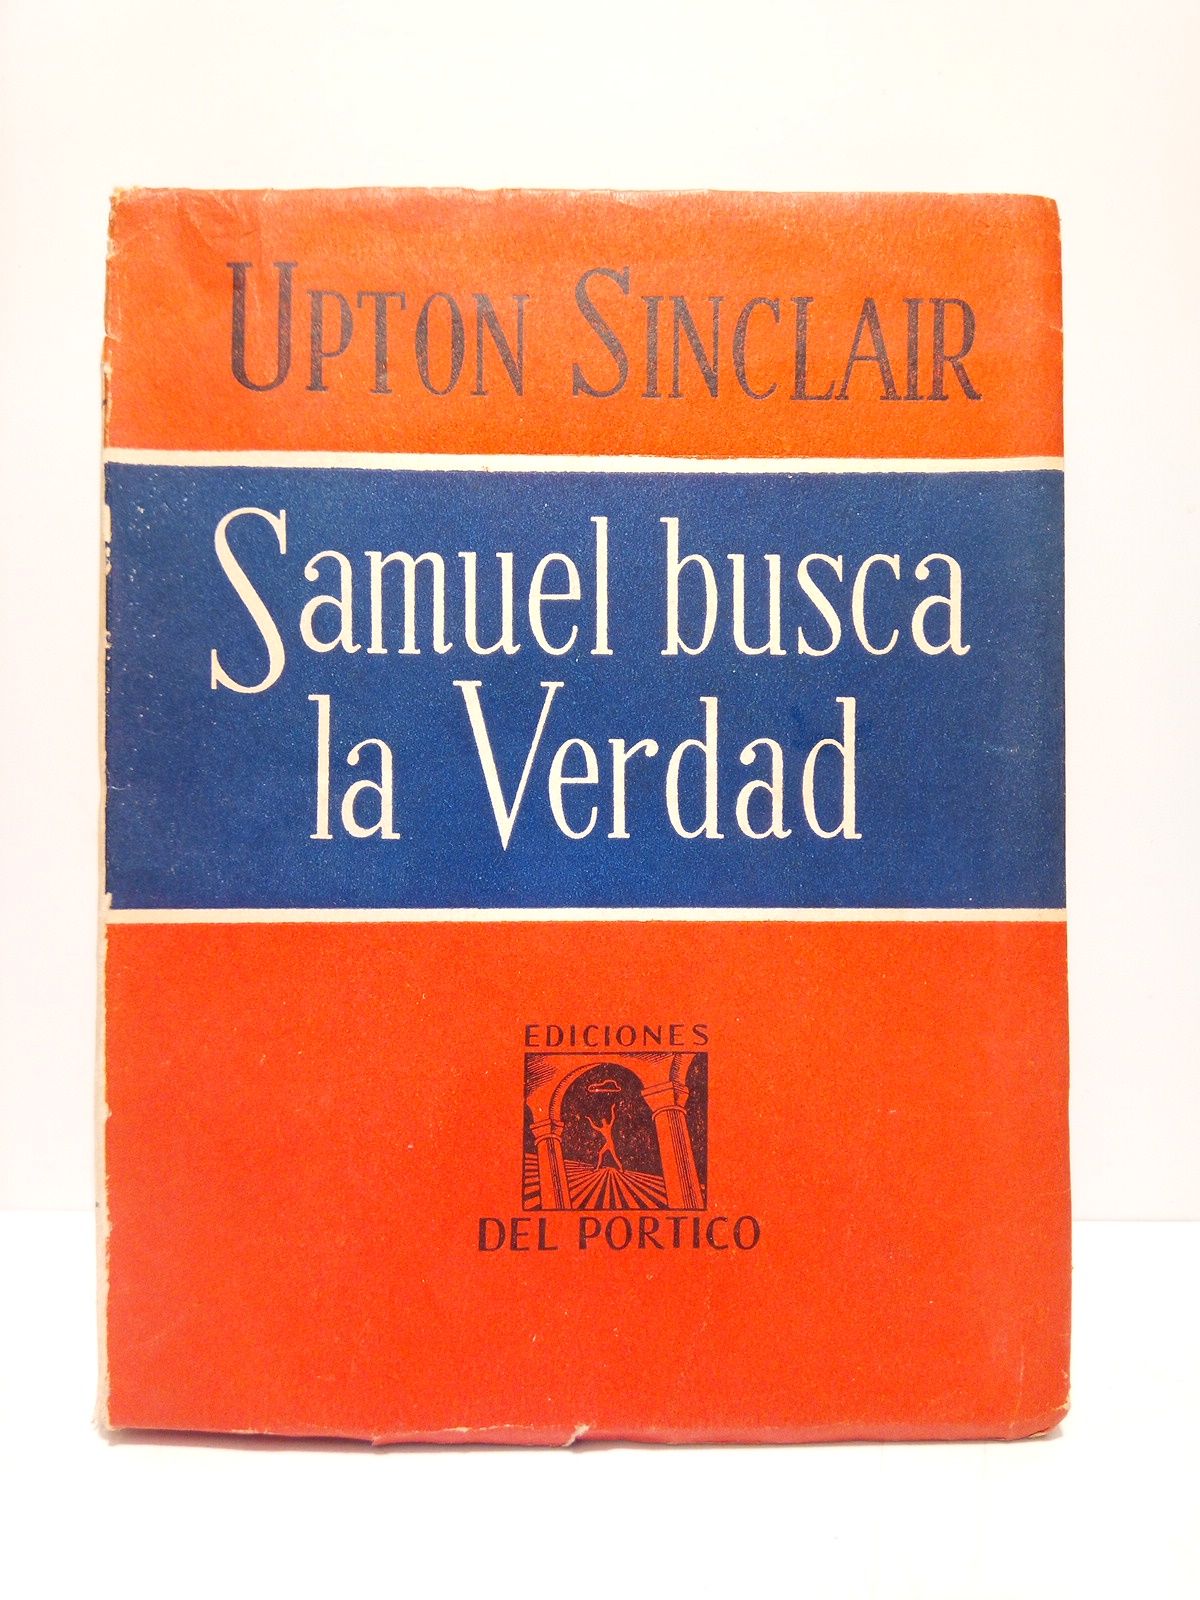 UPTON SINCLAIR
Samuel busca
la Verdad
EDICIONES
DEL PORTICO